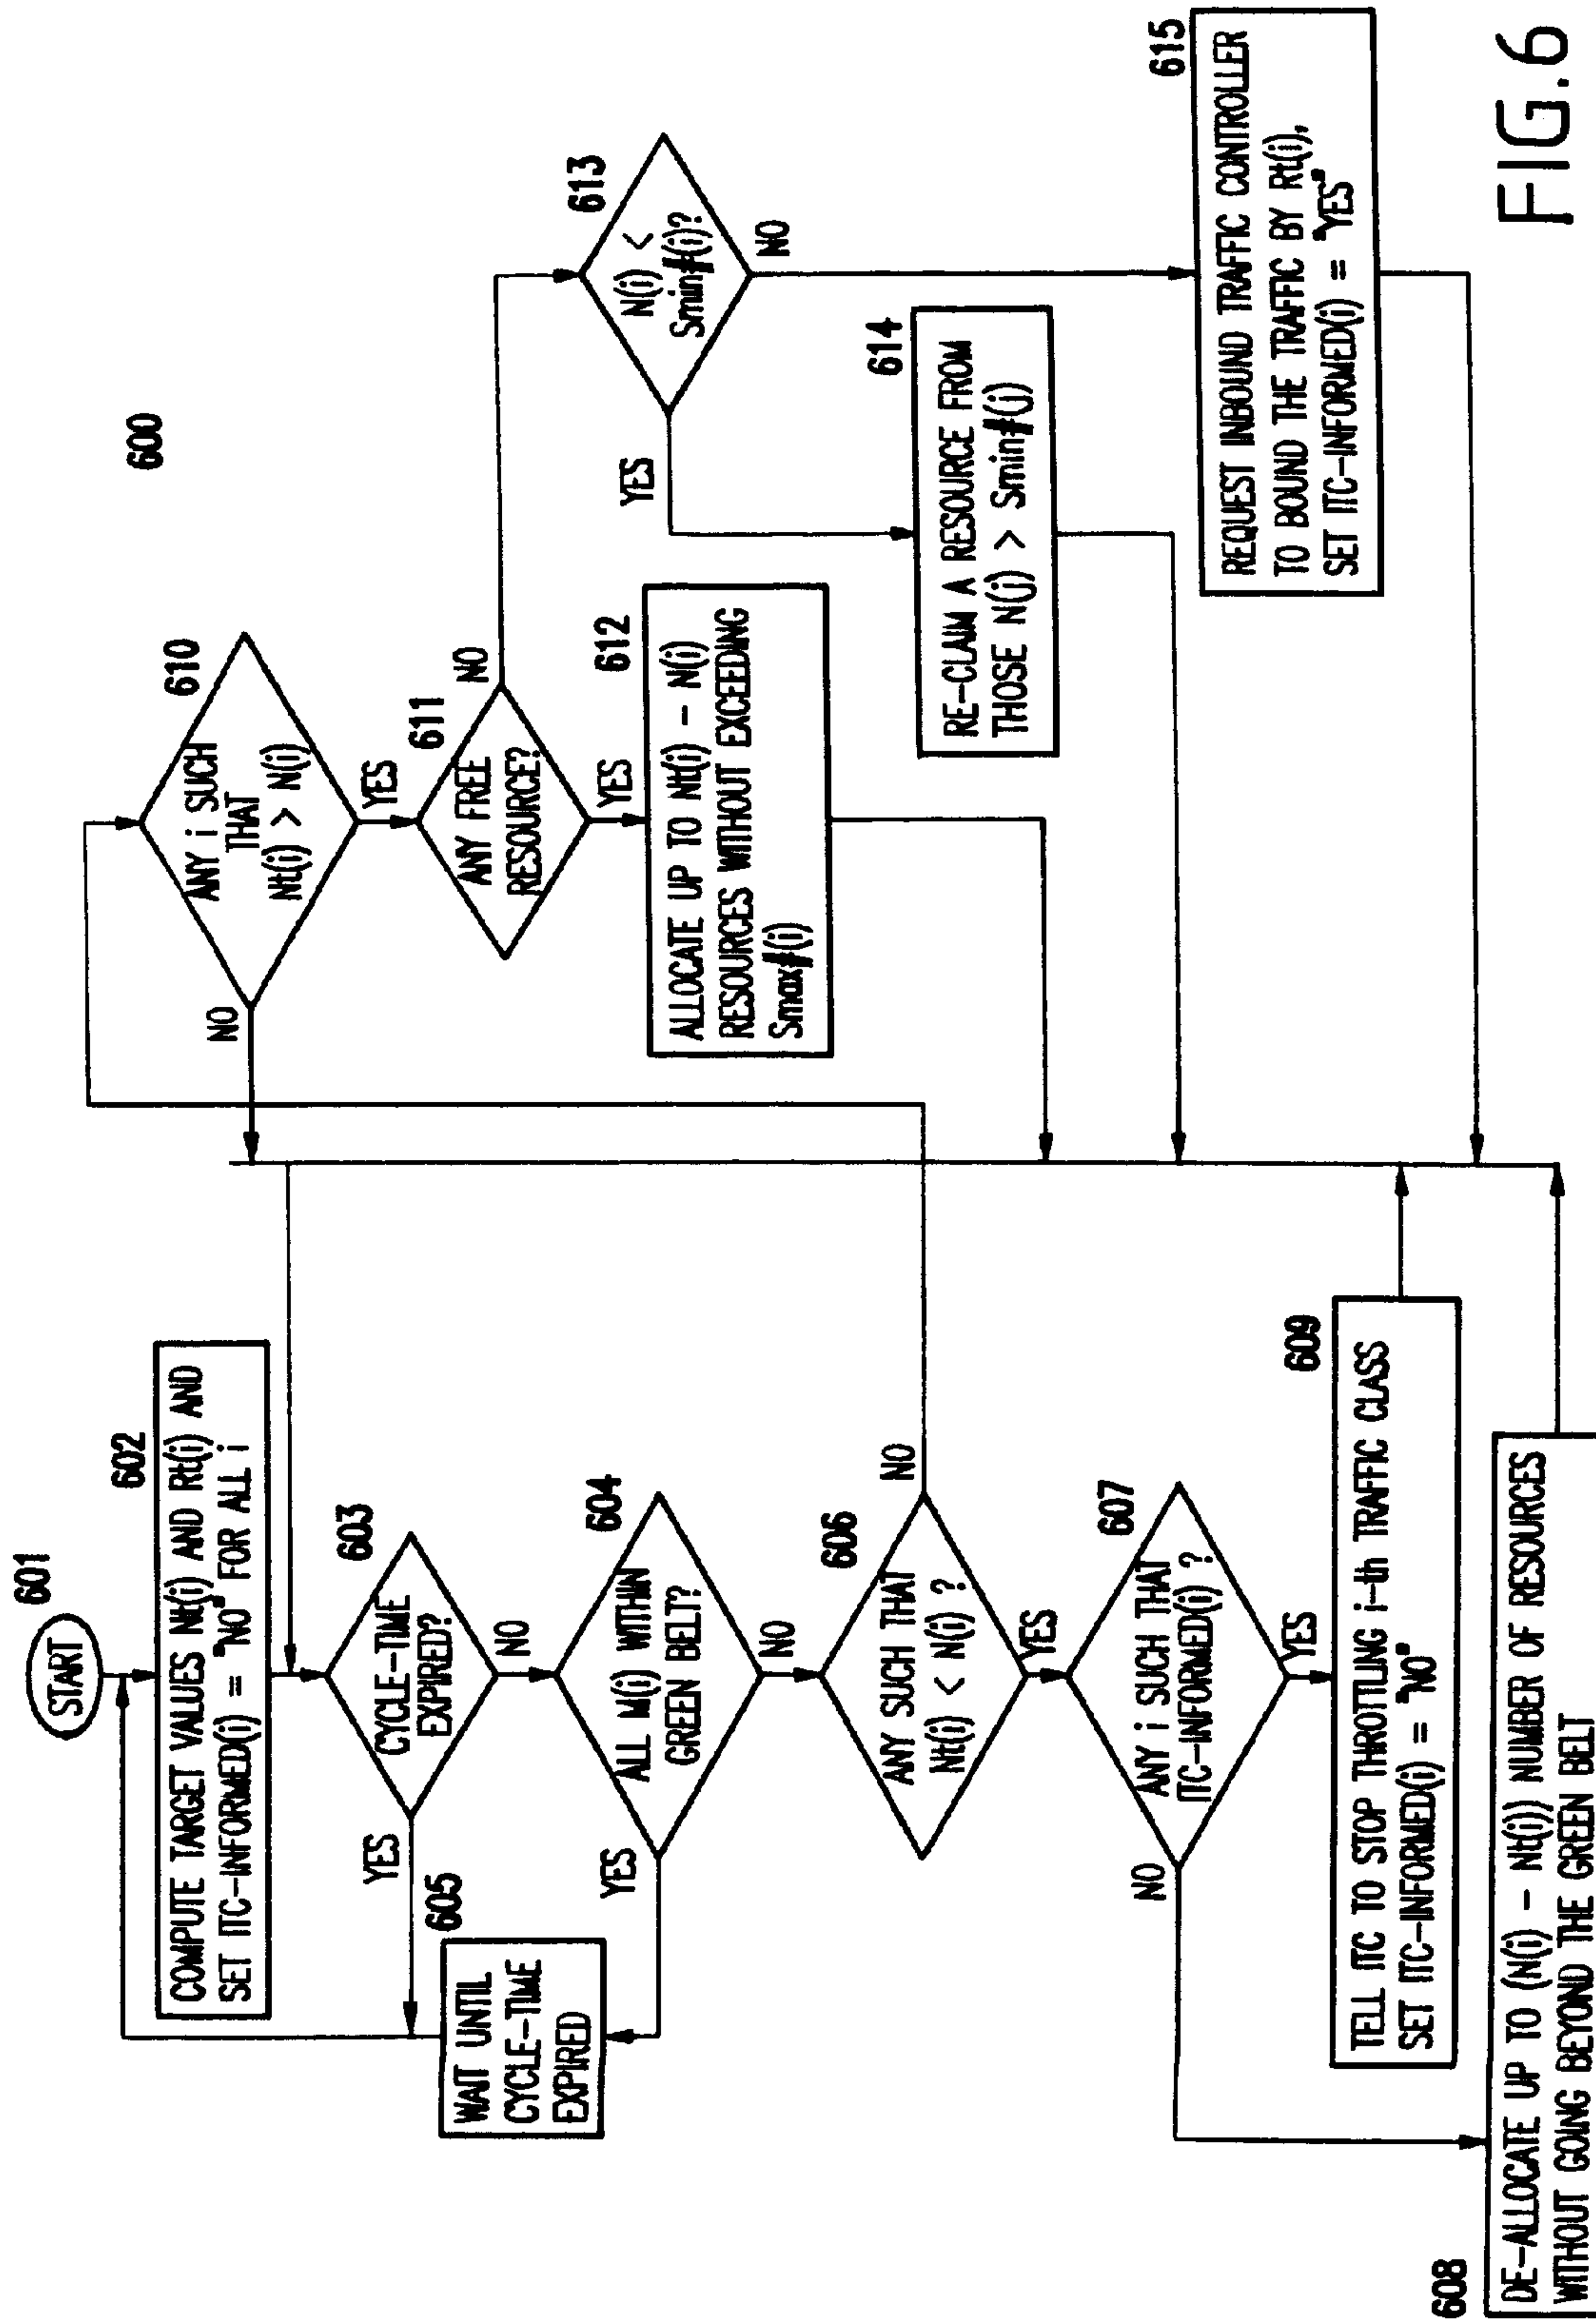 600
601
START
602
COMPUTE TARGET VALUES Nt(i) AND Rt(i) AND
SET ITC-INFORMED(i) = "NO" FOR ALL i
603
CYCLE-TIME
EXPIRED?
YES
NO
604
ALL M(i) WITHIN
GREEN BELT?
YES
NO
605
WAIT UNTIL
CYCLE-TIME
EXPIRED
606
ANY SUCH THAT
Nt(i) < N(i) ?
NO
YES
607
ANY i SUCH THAT
ITC-INFORMED(i) ?
NO
YES
608
DE-ALLOCATE UP TO (N(i) - Nt(i)) NUMBER OF RESOURCES
WITHOUT GOING BEYOND THE GREEN BELT
609
TELL ITC TO STOP THROTTLING i-th TRAFFIC CLASS
SET ITC-INFORMED(i) = "NO"
610
ANY i SUCH
THAT
Nt(i) > N(i)
NO
YES
611
ANY FREE
RESOURCE?
NO
YES
612
ALLOCATE UP TO Nt(i) - N(i)
RESOURCES WITHOUT EXCEEDING
Smax#(i)
613
N(i) <
Smin#(i)?
YES
NO
614
RE-CLAIM A RESOURCE FROM
THOSE N(j) > Smin#(j)
615
REQUEST INBOUND TRAFFIC CONTROLLER
TO BOUND THE TRAFFIC BY Rt(i),
SET ITC-INFORMED(i) = "YES"
FIG.6